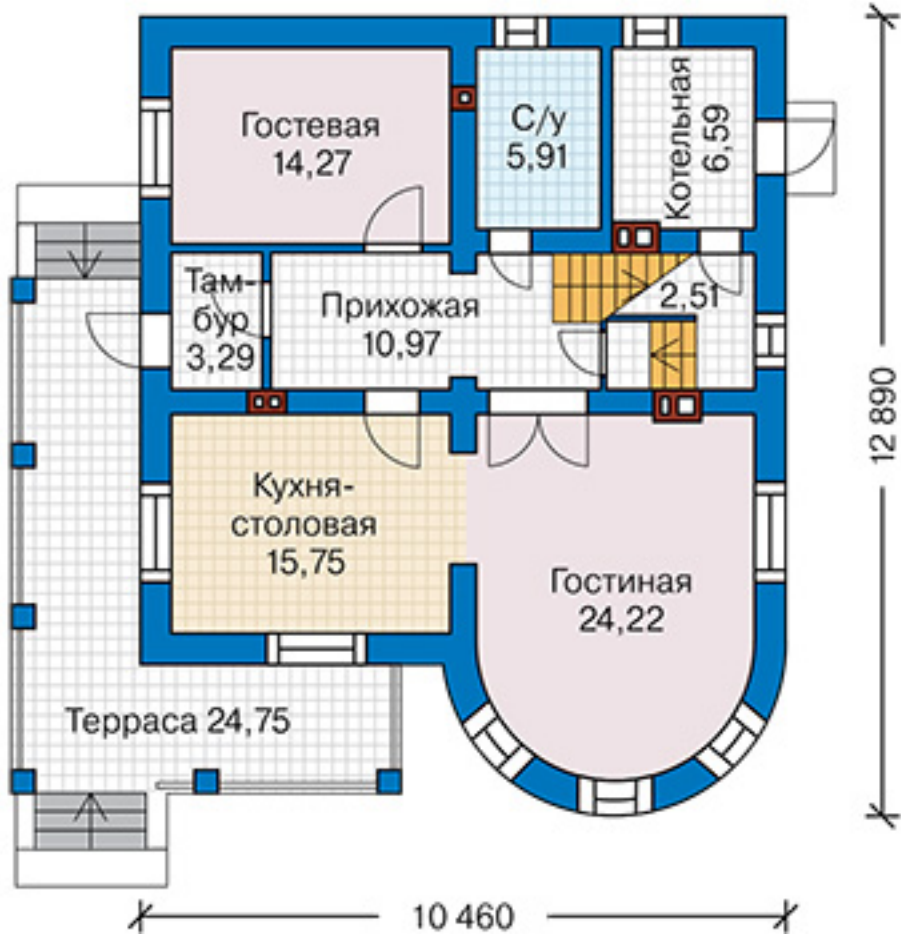 Гостевая
14,27
С/у
5,91
Котельная
6,59
Там-
бур
3,29
Прихожая
10,97
2,51
Кухня-
столовая
15,75
Гостиная
24,22
Терраса 24,75
12 890
10 460